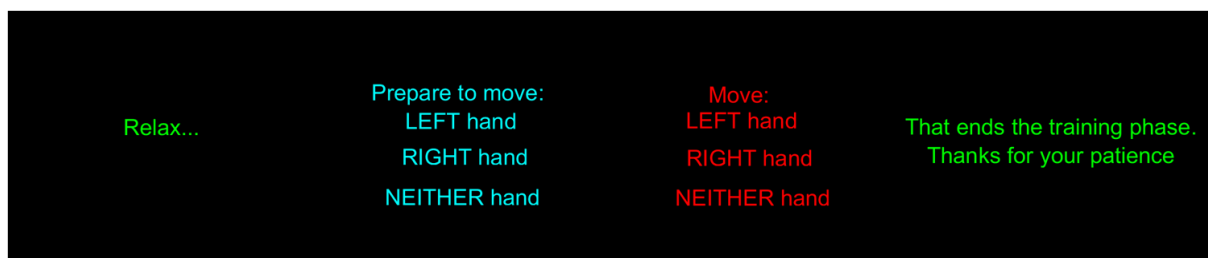 Relax...
Prepare to move:
LEFT hand
RIGHT hand
NEITHER hand
Move:
LEFT hand
RIGHT hand
NEITHER hand
That ends the training phase.
Thanks for your patience